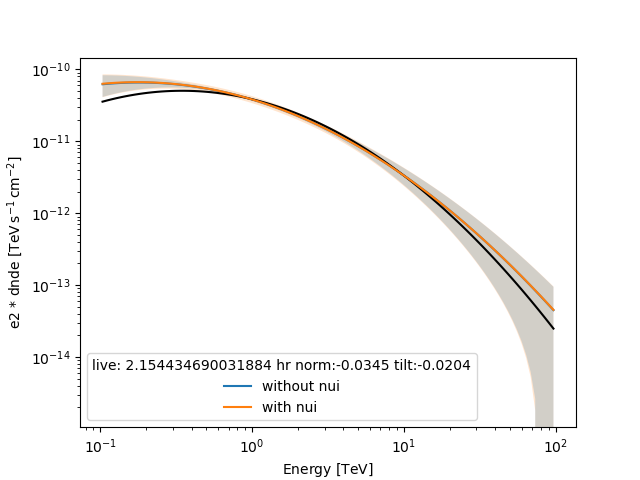 10⁻¹⁰
10⁻¹¹
10⁻¹²
10⁻¹³
10⁻¹⁴
e2 * dnde [TeV s⁻¹ cm⁻²]
live: 2.154434690031884 hr norm:-0.0345 tilt:-0.0204
without nui
with nui
10⁻¹ 10⁰ 10¹ 10²
Energy [TeV]